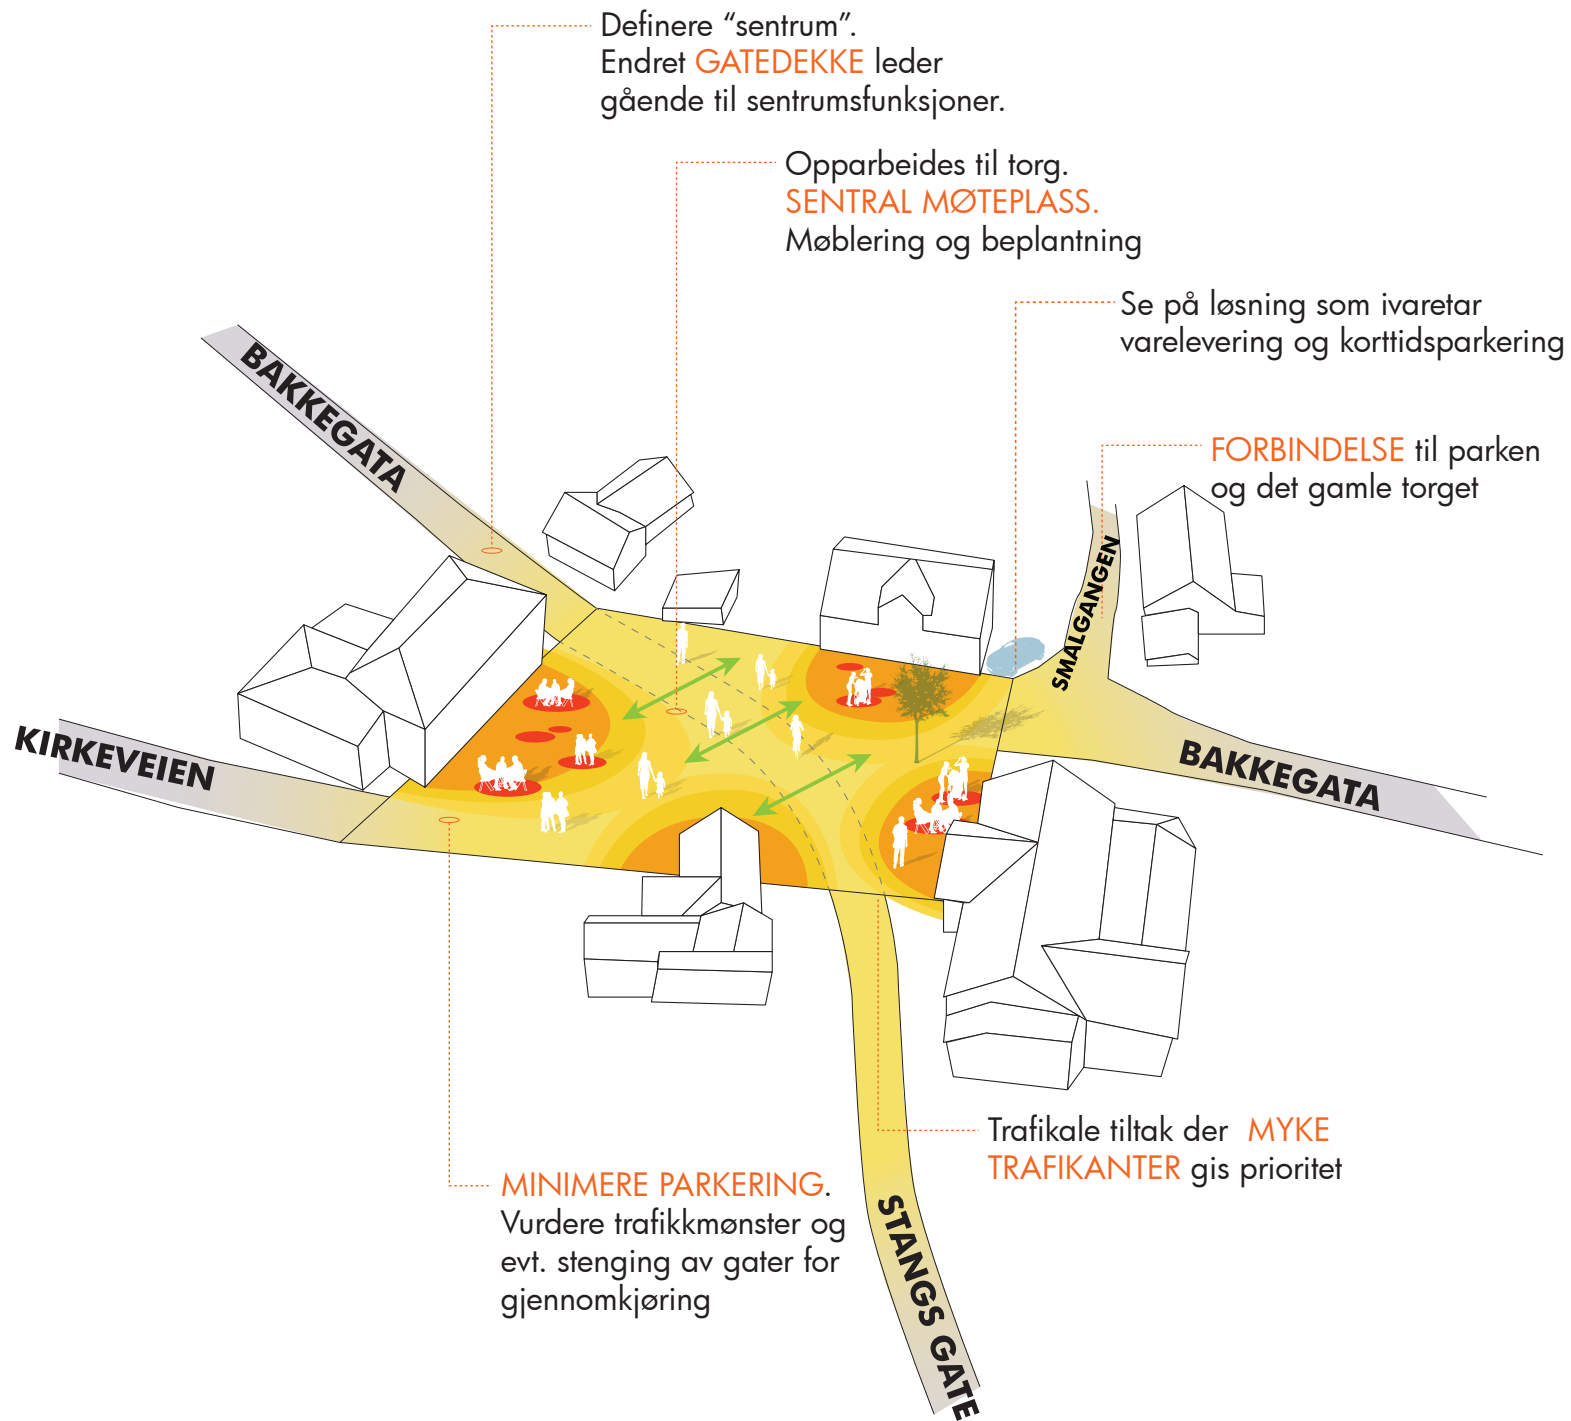 Definere “sentrum”.
Endret GATEDEKKE leder
gående til sentrumsfunksjoner.
Opparbeides til torg.
SENTRAL MØTEPLASS.
Møblering og beplantning
Se på løsning som ivaretar
varelevering og korttidsparkering
FORBINDELSE til parken
og det gamle torget
BAKKEGATA
SMALGANGEN
KIRKEVEIEN
BAKKEGATA
Trafikale tiltak der MYKE
TRAFIKANTER gis prioritet
MINIMERE PARKERING.
Vurdere trafikkmønster og
evt. stenging av gater for
gjennomkjøring
STANGS GATE